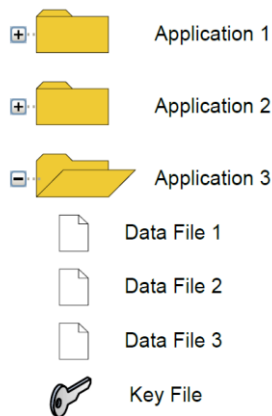 Application 1
Application 2
Application 3
Data File 1
Data File 2
Data File 3
Key File